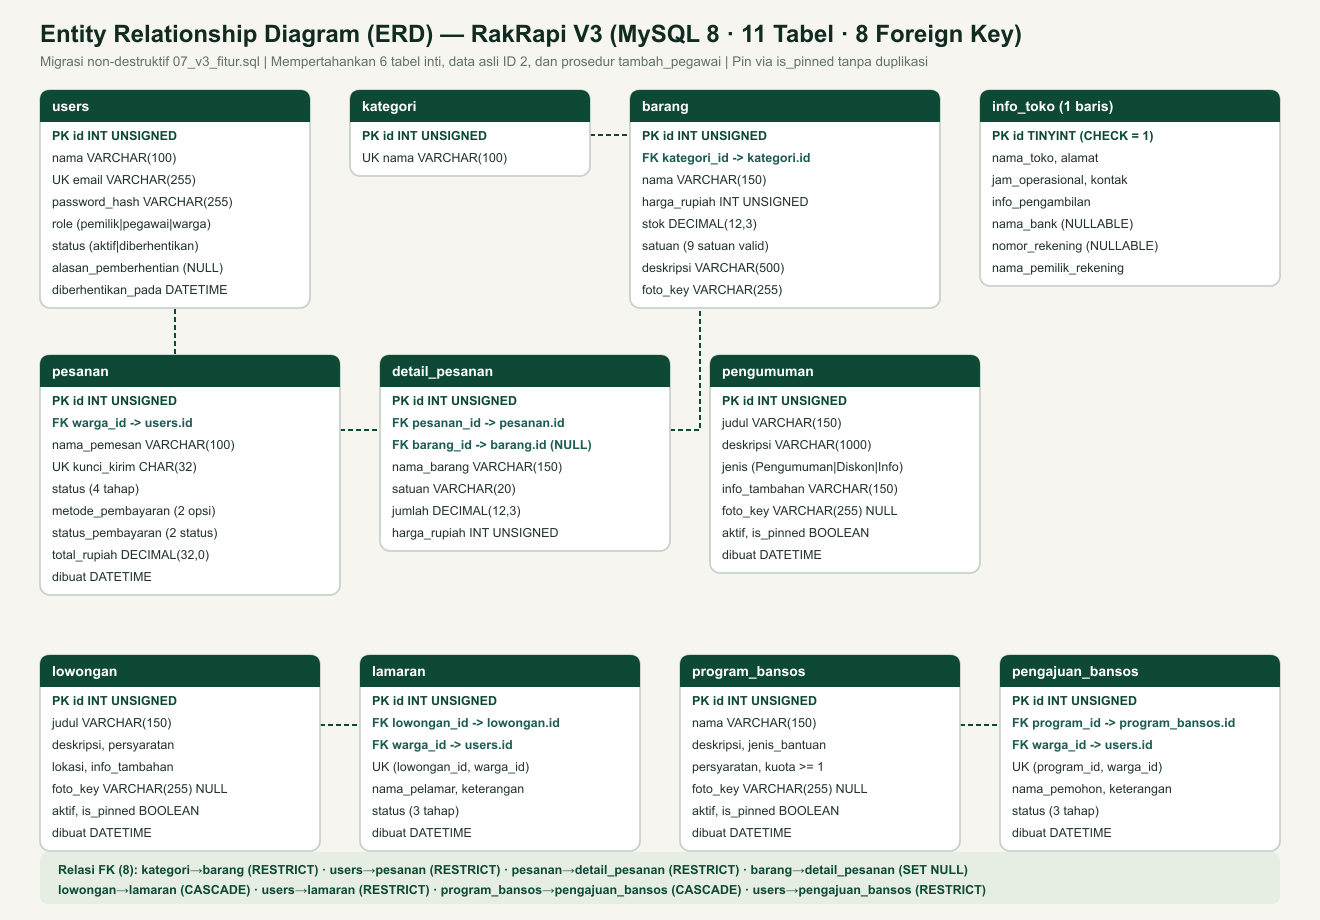 Entity Relationship Diagram (ERD) — RakRapi V3 (MySQL 8 · 11 Tabel · 8 Foreign Key)
Migrasi non-destruktif 07_v3_fitur.sql | Mempertahankan 6 tabel inti, data asli ID 2, dan prosedur tambah_pegawai | Pin via is_pinned tanpa duplikasi
users
PK id INT UNSIGNED
nama VARCHAR(100)
UK email VARCHAR(255)
password_hash VARCHAR(255)
role (pemilik|pegawai|warga)
status (aktif|diberhentikan)
alasan_pemberhentian (NULL)
diberhentikan_pada DATETIME
kategori
PK id INT UNSIGNED
UK nama VARCHAR(100)
barang
PK id INT UNSIGNED
FK kategori_id -> kategori.id
nama VARCHAR(150)
harga_rupiah INT UNSIGNED
stok DECIMAL(12,3)
satuan (9 satuan valid)
deskripsi VARCHAR(500)
foto_key VARCHAR(255)
info_toko (1 baris)
PK id TINYINT (CHECK = 1)
nama_toko, alamat
jam_operasional, kontak
info_pengambilan
nama_bank (NULLABLE)
nomor_rekening (NULLABLE)
nama_pemilik_rekening
pesanan
PK id INT UNSIGNED
FK warga_id -> users.id
nama_pemesan VARCHAR(100)
UK kunci_kirim CHAR(32)
status (4 tahap)
metode_pembayaran (2 opsi)
status_pembayaran (2 status)
total_rupiah DECIMAL(32,0)
dibuat DATETIME
detail_pesanan
PK id INT UNSIGNED
FK pesanan_id -> pesanan.id
FK barang_id -> barang.id (NULL)
nama_barang VARCHAR(150)
satuan VARCHAR(20)
jumlah DECIMAL(12,3)
harga_rupiah INT UNSIGNED
pengumuman
PK id INT UNSIGNED
judul VARCHAR(150)
deskripsi VARCHAR(1000)
jenis (Pengumuman|Diskon|Info)
info_tambahan VARCHAR(150)
foto_key VARCHAR(255) NULL
aktif, is_pinned BOOLEAN
dibuat DATETIME
lowongan
PK id INT UNSIGNED
judul VARCHAR(150)
deskripsi, persyaratan
lokasi, info_tambahan
foto_key VARCHAR(255) NULL
aktif, is_pinned BOOLEAN
dibuat DATETIME
lamaran
PK id INT UNSIGNED
FK lowongan_id -> lowongan.id
FK warga_id -> users.id
UK (lowongan_id, warga_id)
nama_pelamar, keterangan
status (3 tahap)
dibuat DATETIME
program_bansos
PK id INT UNSIGNED
nama VARCHAR(150)
deskripsi, jenis_bantuan
persyaratan, kuota >= 1
foto_key VARCHAR(255) NULL
aktif, is_pinned BOOLEAN
dibuat DATETIME
pengajuan_bansos
PK id INT UNSIGNED
FK program_id -> program_bansos.id
FK warga_id -> users.id
UK (program_id, warga_id)
nama_pemohon, keterangan
status (3 tahap)
dibuat DATETIME
Relasi FK (8): kategori→barang (RESTRICT) · users→pesanan (RESTRICT) · pesanan→detail_pesanan (RESTRICT) · barang→detail_pesanan (SET NULL)
lowongan→lamaran (CASCADE) · users→lamaran (RESTRICT) · program_bansos→pengajuan_bansos (CASCADE) · users→pengajuan_bansos (RESTRICT)